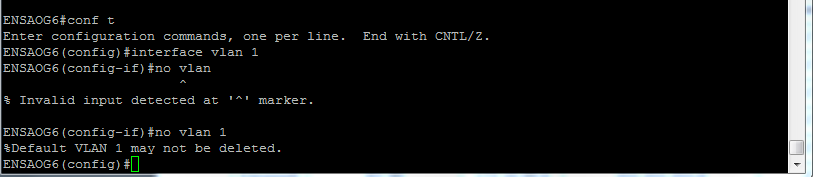 ENSAOG6#conf t
Enter configuration commands, one per line.  End with CNTL/Z.
ENSAOG6(config)#interface vlan 1
ENSAOG6(config-if)#no vlan
^
% Invalid input detected at '^' marker.
ENSAOG6(config-if)#no vlan 1
%Default VLAN 1 may not be deleted.
ENSAOG6(config)#